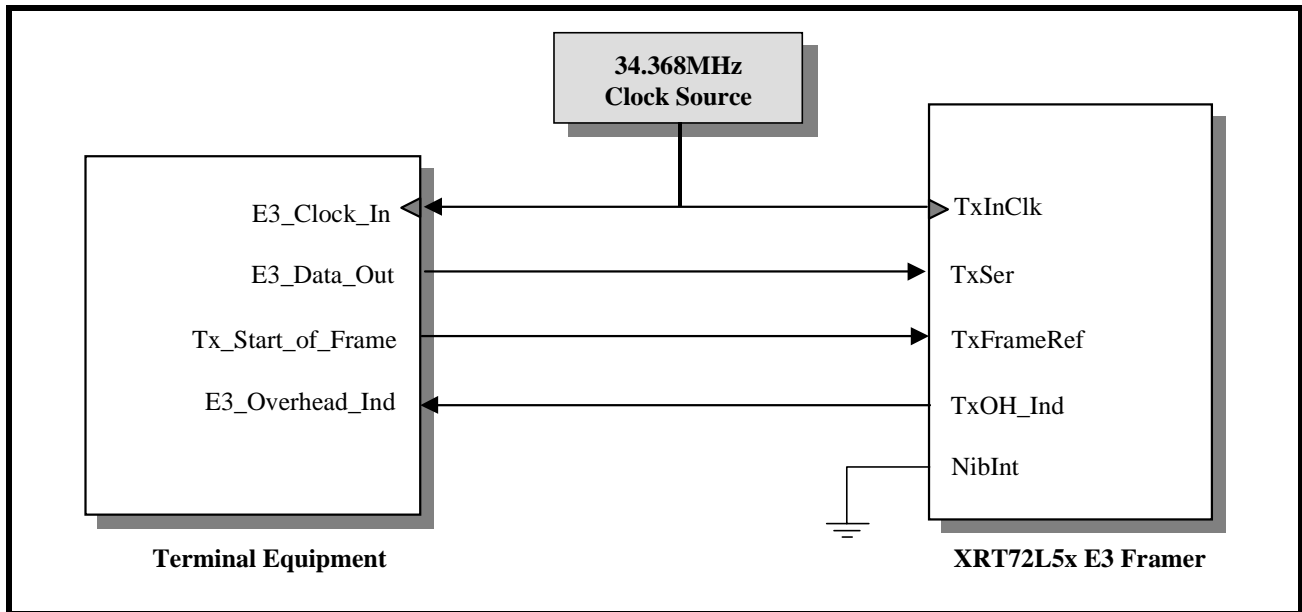 34.368MHz
Clock Source
E3_Clock_In
E3_Data_Out
Tx_Start_of_Frame
E3_Overhead_Ind
Terminal Equipment
TxInClk
TxSer
TxFrameRef
TxOH_Ind
NibInt
XRT72L5x E3 Framer